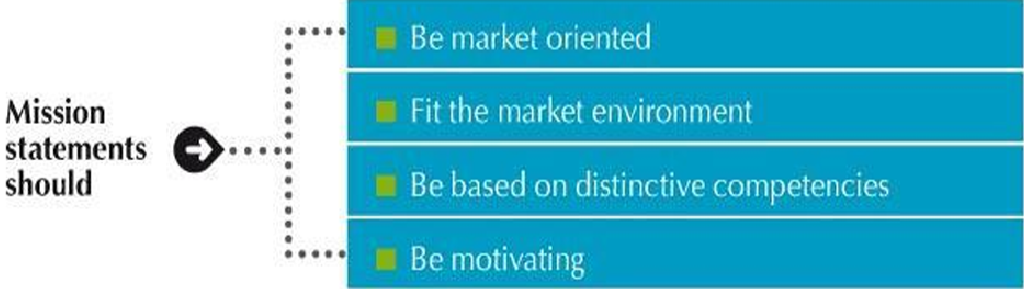 Mission
statements
should
Be market oriented
Fit the market environment
Be based on distinctive competencies
Be motivating